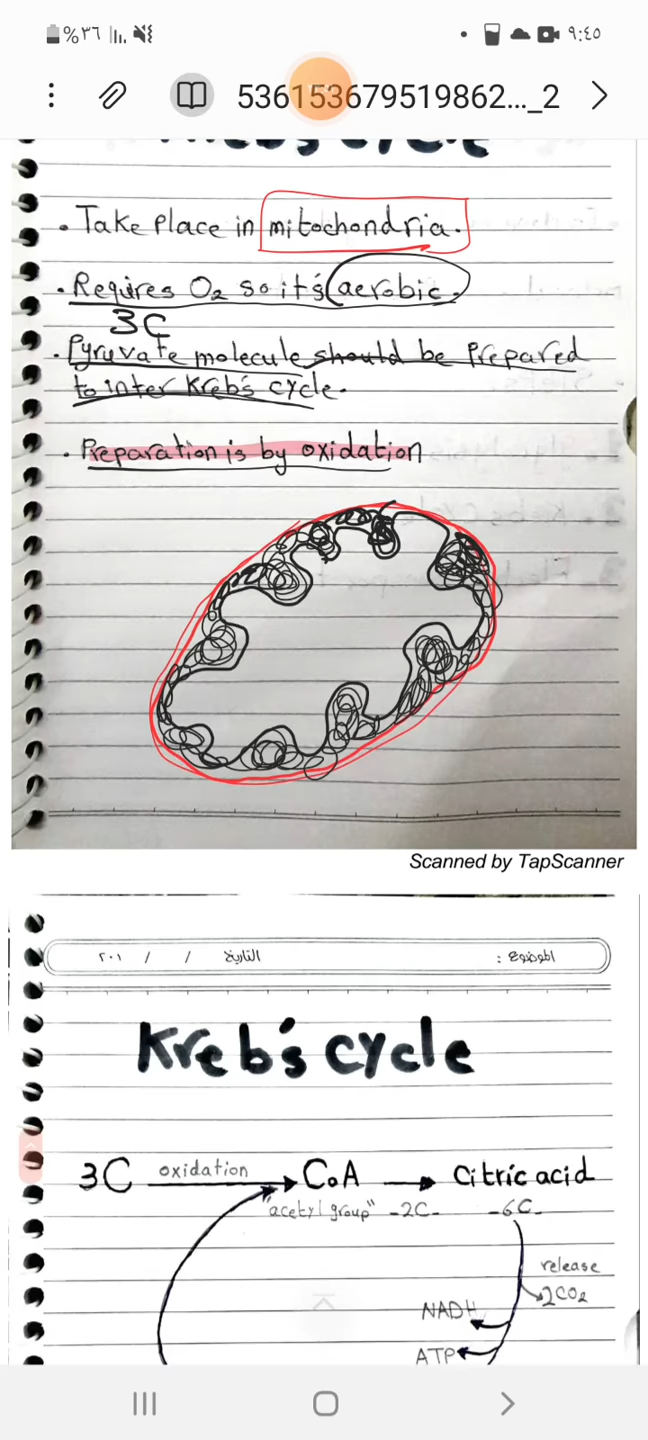 %٣٦
٩:٤٥
536153679519862..._2
Kreb's cycle
. Take place in mitochondria.
. Requires O2 so it's aerobic.
3C
. Pyruvate molecule should be prepared
to inter Kreb's cycle.
. Preparation is by oxidation
Scanned by TapScanner
الموضوع :
التاريخ / / ٢٠١
Kreb's cycle
3C oxidation CoA citric acid
"acetyl group" -2C- -6C-
release
2CO2
NADH
ATP